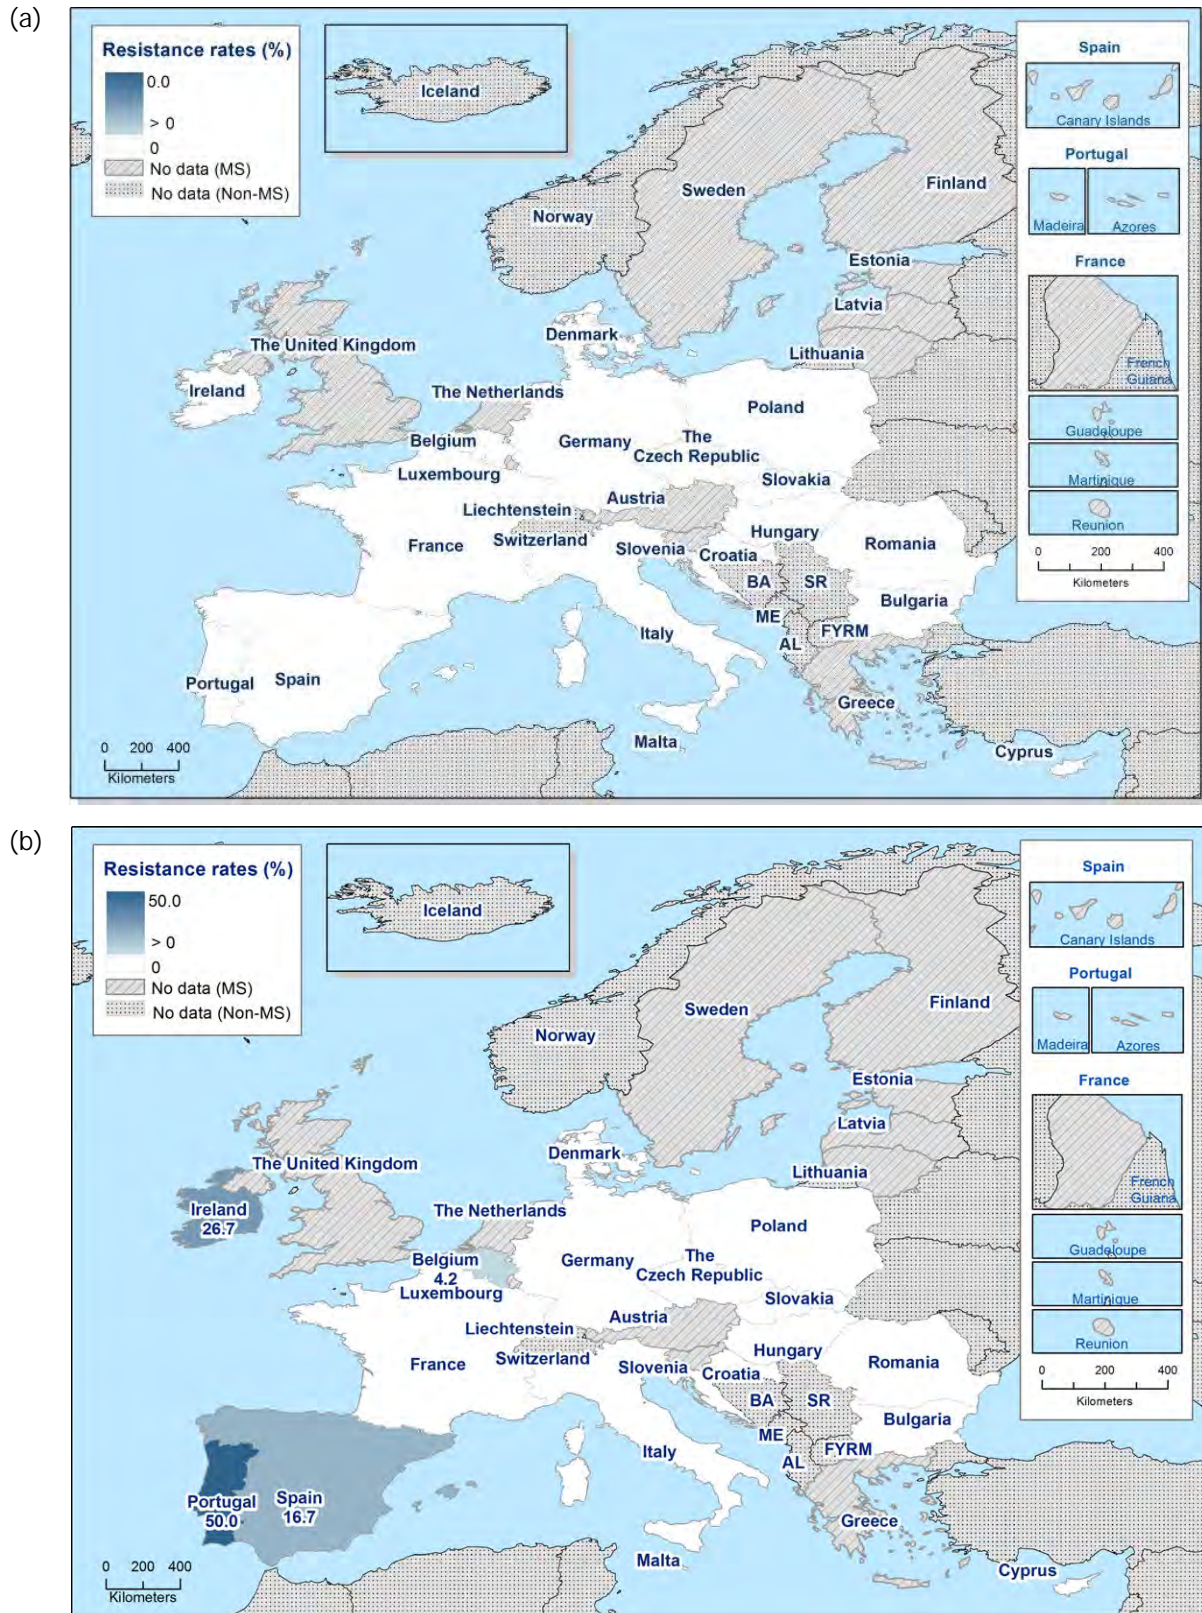 (a)
Resistance rates (%)
0.0
> 0
0
No data (MS)
No data (Non-MS)
Iceland
Spain
Canary Islands
Portugal
Madeira
Azores
France
French
Guiana
Guadeloupe
Martinique
Reunion
0 200 400
Kilometers
Norway
Sweden
Finland
Estonia
Latvia
Lithuania
Denmark
The United Kingdom
Ireland
The Netherlands
Poland
Belgium
Germany
The
Czech Republic
Luxembourg
Slovakia
Austria
Liechtenstein
Switzerland
Hungary
France
Slovenia
Croatia
Romania
BA
SR
Bulgaria
ME
Italy
FYRM
AL
Portugal
Spain
Greece
Malta
Cyprus
0 200 400
Kilometers
(b)
Resistance rates (%)
50.0
> 0
0
No data (MS)
No data (Non-MS)
Iceland
Spain
Canary Islands
Portugal
Madeira
Azores
France
French
Guiana
Guadeloupe
Martinique
Reunion
0 200 400
Kilometers
Norway
Sweden
Finland
Estonia
Latvia
Lithuania
Denmark
The United Kingdom
Ireland
26.7
The Netherlands
Poland
Belgium
4.2
Germany
The
Czech Republic
Luxembourg
Slovakia
Austria
Liechtenstein
Switzerland
Hungary
France
Slovenia
Croatia
Romania
BA
SR
Bulgaria
ME
Italy
FYRM
AL
Portugal
50.0
Spain
16.7
Greece
Malta
Cyprus
0 200 400
Kilometers